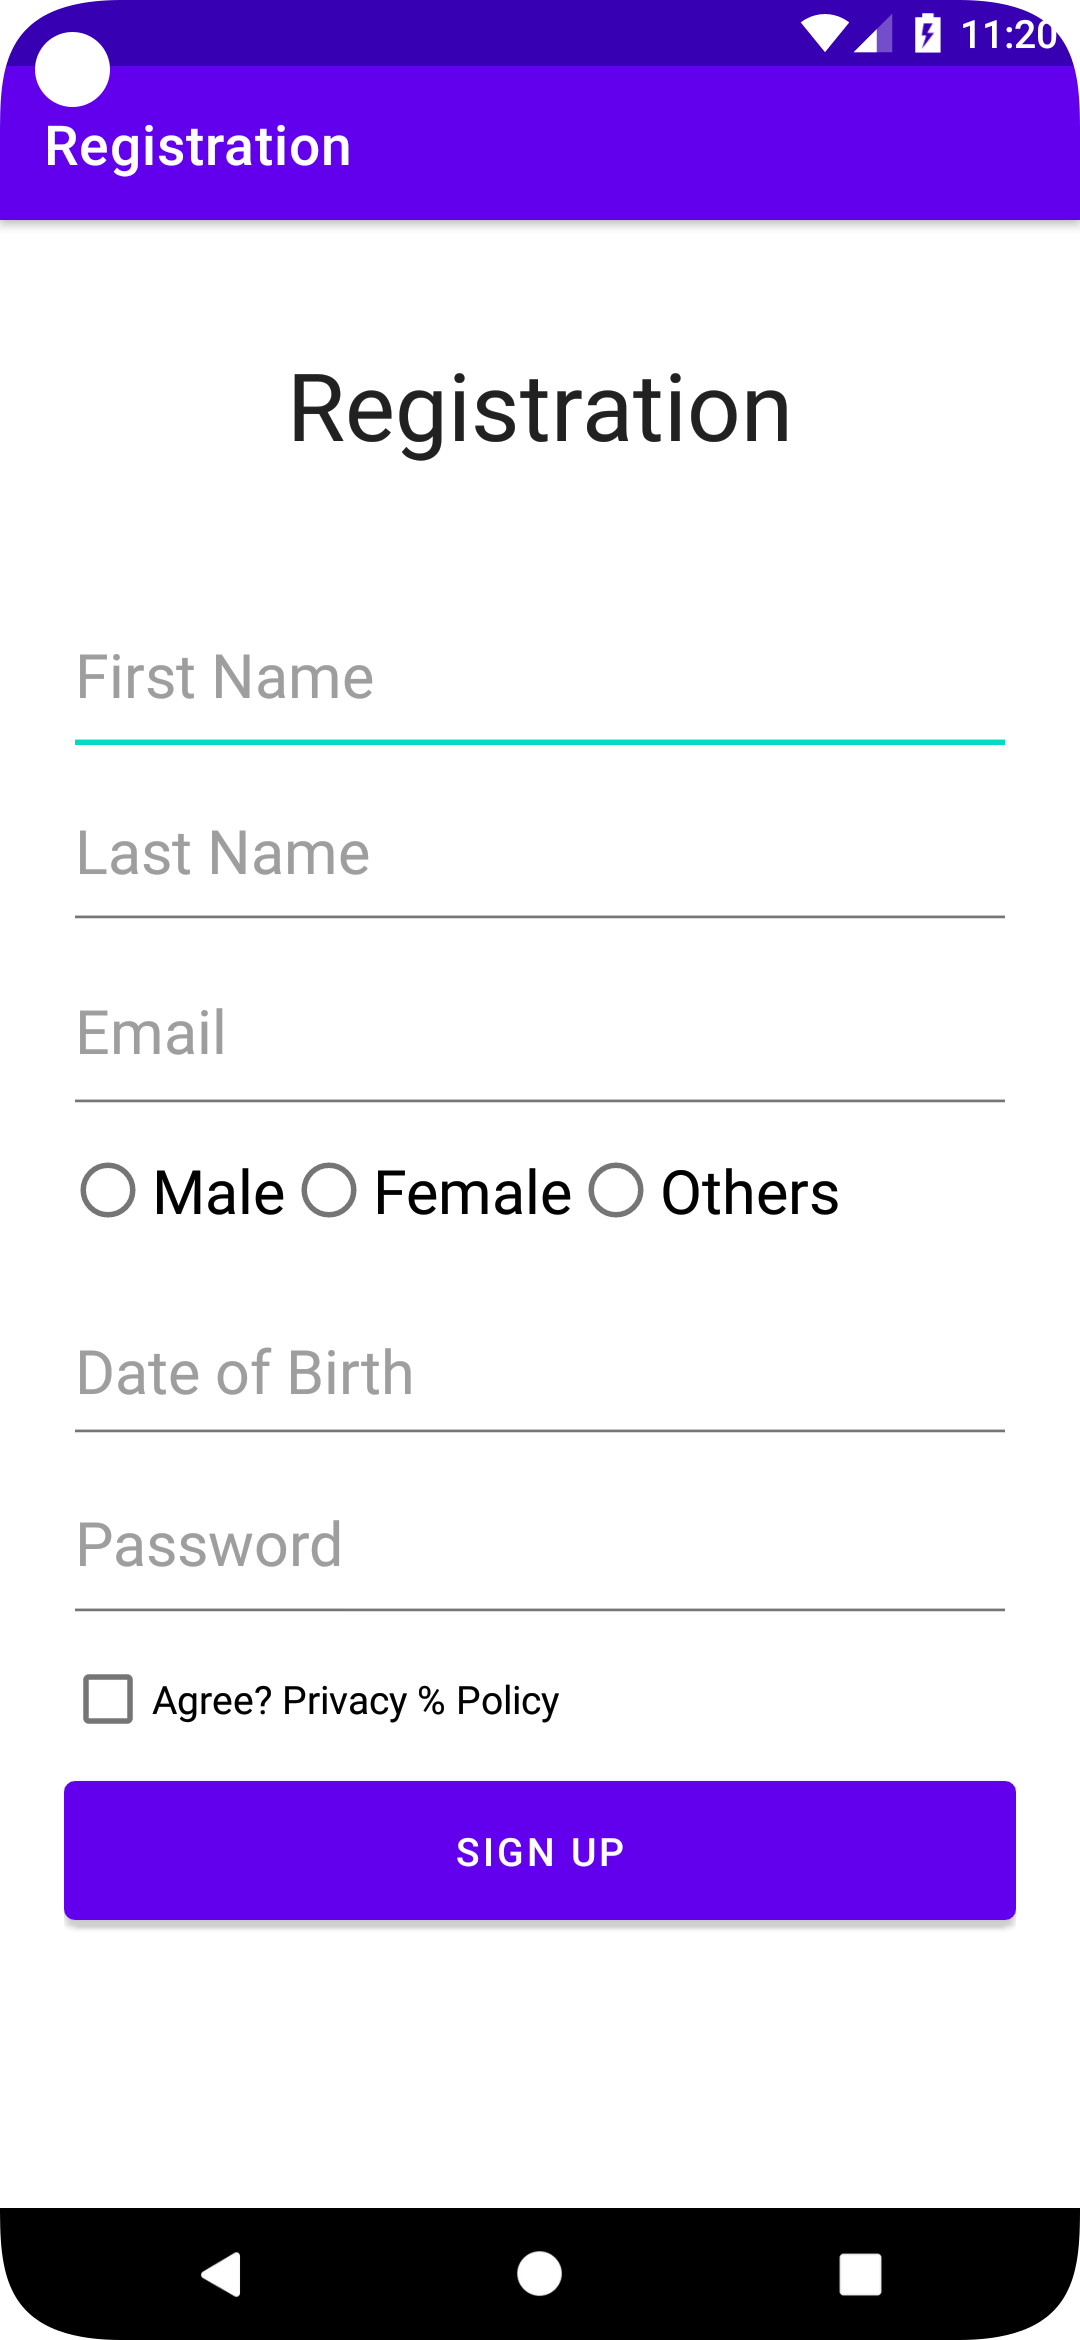 11:20
Registration
Registration
First Name
Last Name
Email
Male Female Others
Date of Birth
Password
Agree? Privacy % Policy
SIGN UP